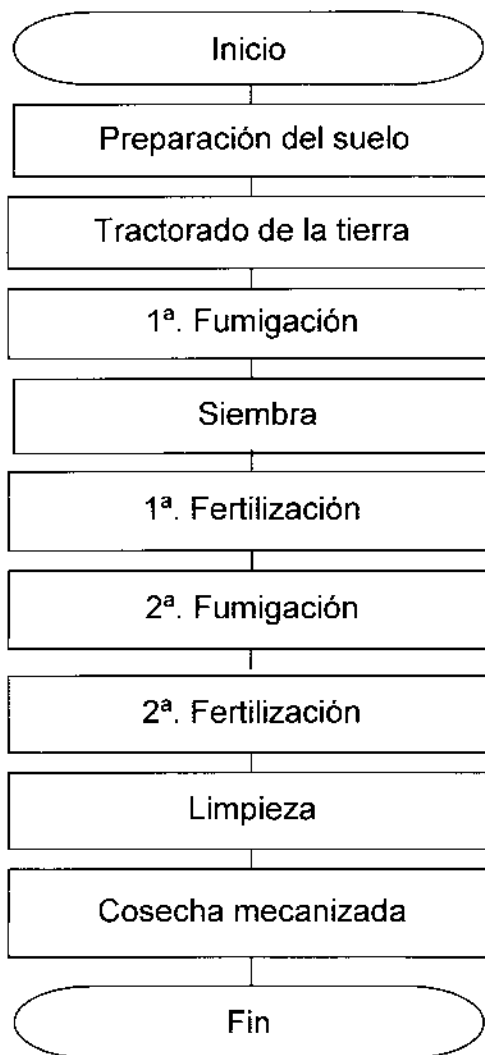 Inicio
Preparación del suelo
Tractorado de la tierra
1ª. Fumigación
Siembra
1ª. Fertilización
2ª. Fumigación
2ª. Fertilización
Limpieza
Cosecha mecanizada
Fin